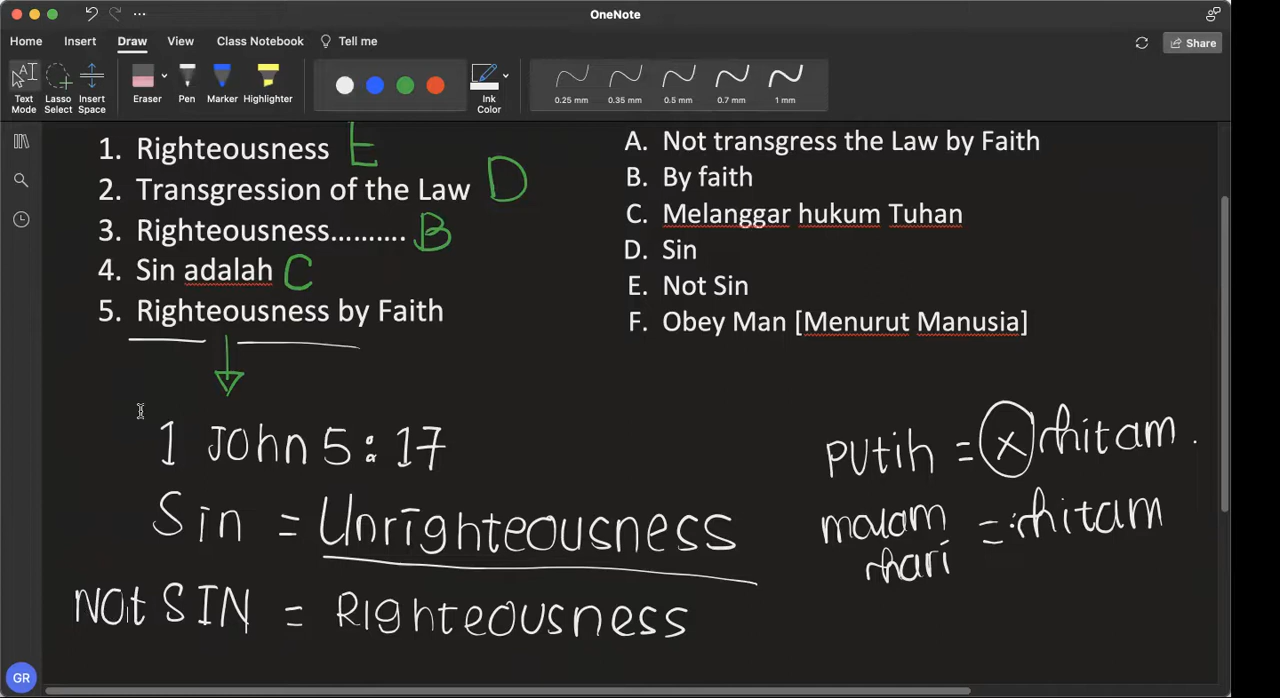 OneNote
Home Insert Draw View Class Notebook Tell me
Share
Text Mode
Lasso Select
Insert Space
Eraser
Pen
Marker
Highlighter
Ink Color
0.25 mm
0.35 mm
0.5 mm
0.7 mm
1 mm
1. Righteousness E
2. Transgression of the Law D
3. Righteousness.......... B
4. Sin adalah C
5. Righteousness by Faith
A. Not transgress the Law by Faith
B. By faith
C. Melanggar hukum Tuhan
D. Sin
E. Not Sin
F. Obey Man [Menurut Manusia]
1 John 5:17
Sin = Unrighteousness
NOt SIN = Righteousness
PUtih = x hitam.
malam hari = hitam
GR